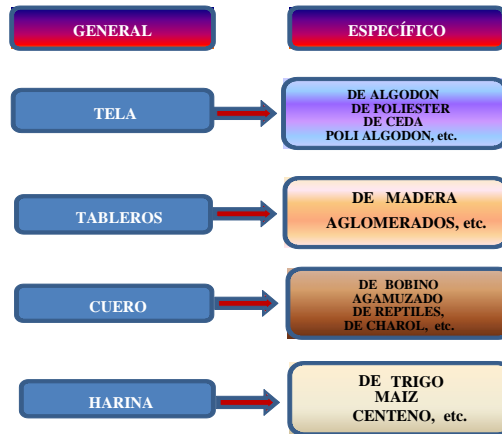 GENERAL
ESPECÍFICO
TELA
DE ALGODON
DE POLIESTER
DE CEDA
POLI ALGODON, etc.
TABLEROS
DE MADERA
AGLOMERADOS, etc.
CUERO
DE BOBINO
AGAMUZADO
DE REPTILES,
DE CHAROL, etc.
HARINA
DE TRIGO
MAIZ
CENTENO, etc.